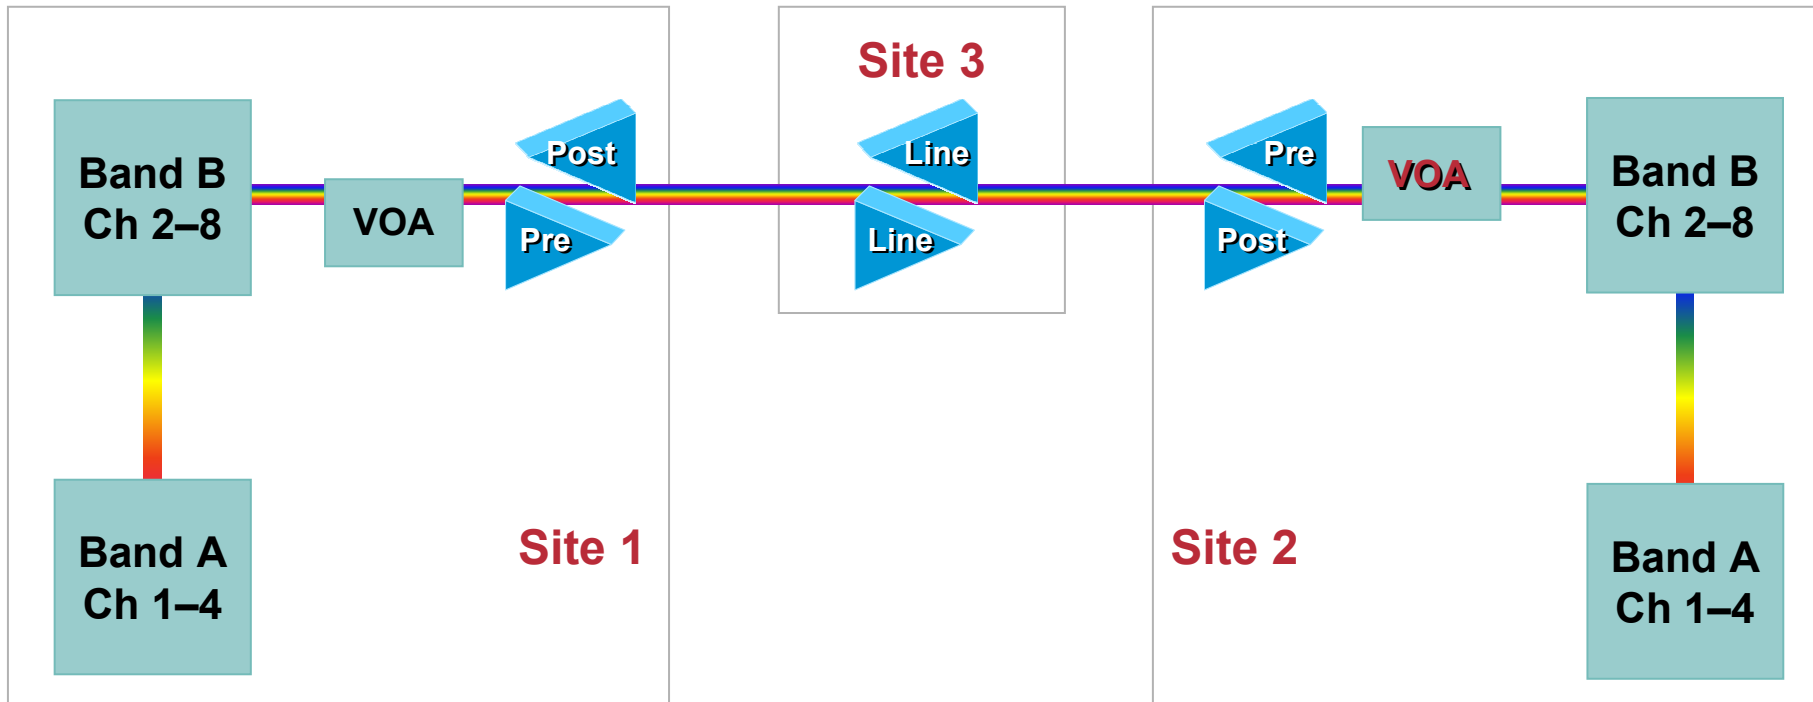 Site 3
Band B
Ch 2–8
VOA
Post
Pre
Line
Line
Pre
Post
VOA
Band B
Ch 2–8
Band A
Ch 1–4
Site 1
Site 2
Band A
Ch 1–4